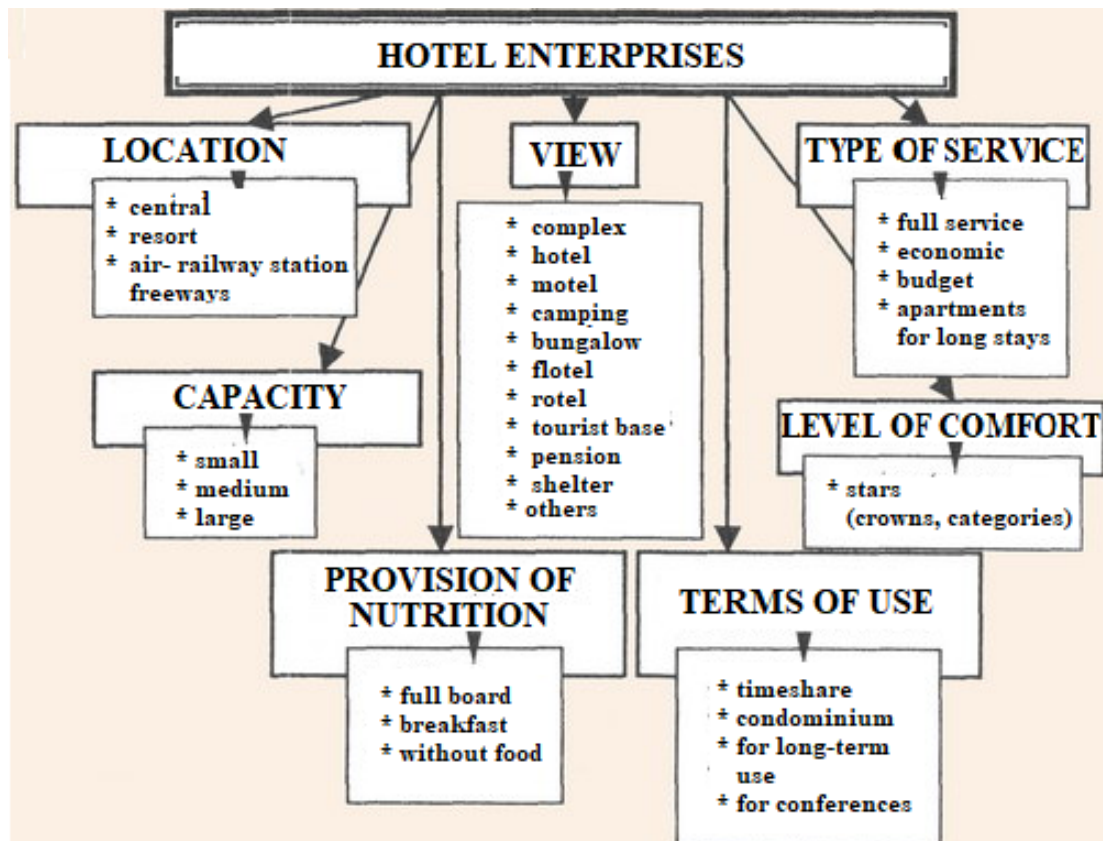 HOTEL ENTERPRISES
LOCATION
* central
* resort
* air- railway station
freeways
VIEW
* complex
* hotel
* motel
* camping
* bungalow
* flotel
* rotel
* tourist base
* pension
* shelter
* others
TYPE OF SERVICE
* full service
* economic
* budget
* apartments
for long stays
CAPACITY
* small
* medium
* large
LEVEL OF COMFORT
* stars
(crowns, categories)
PROVISION OF
NUTRITION
* full board
* breakfast
* without food
TERMS OF USE
* timeshare
* condominium
* for long-term
use
* for conferences